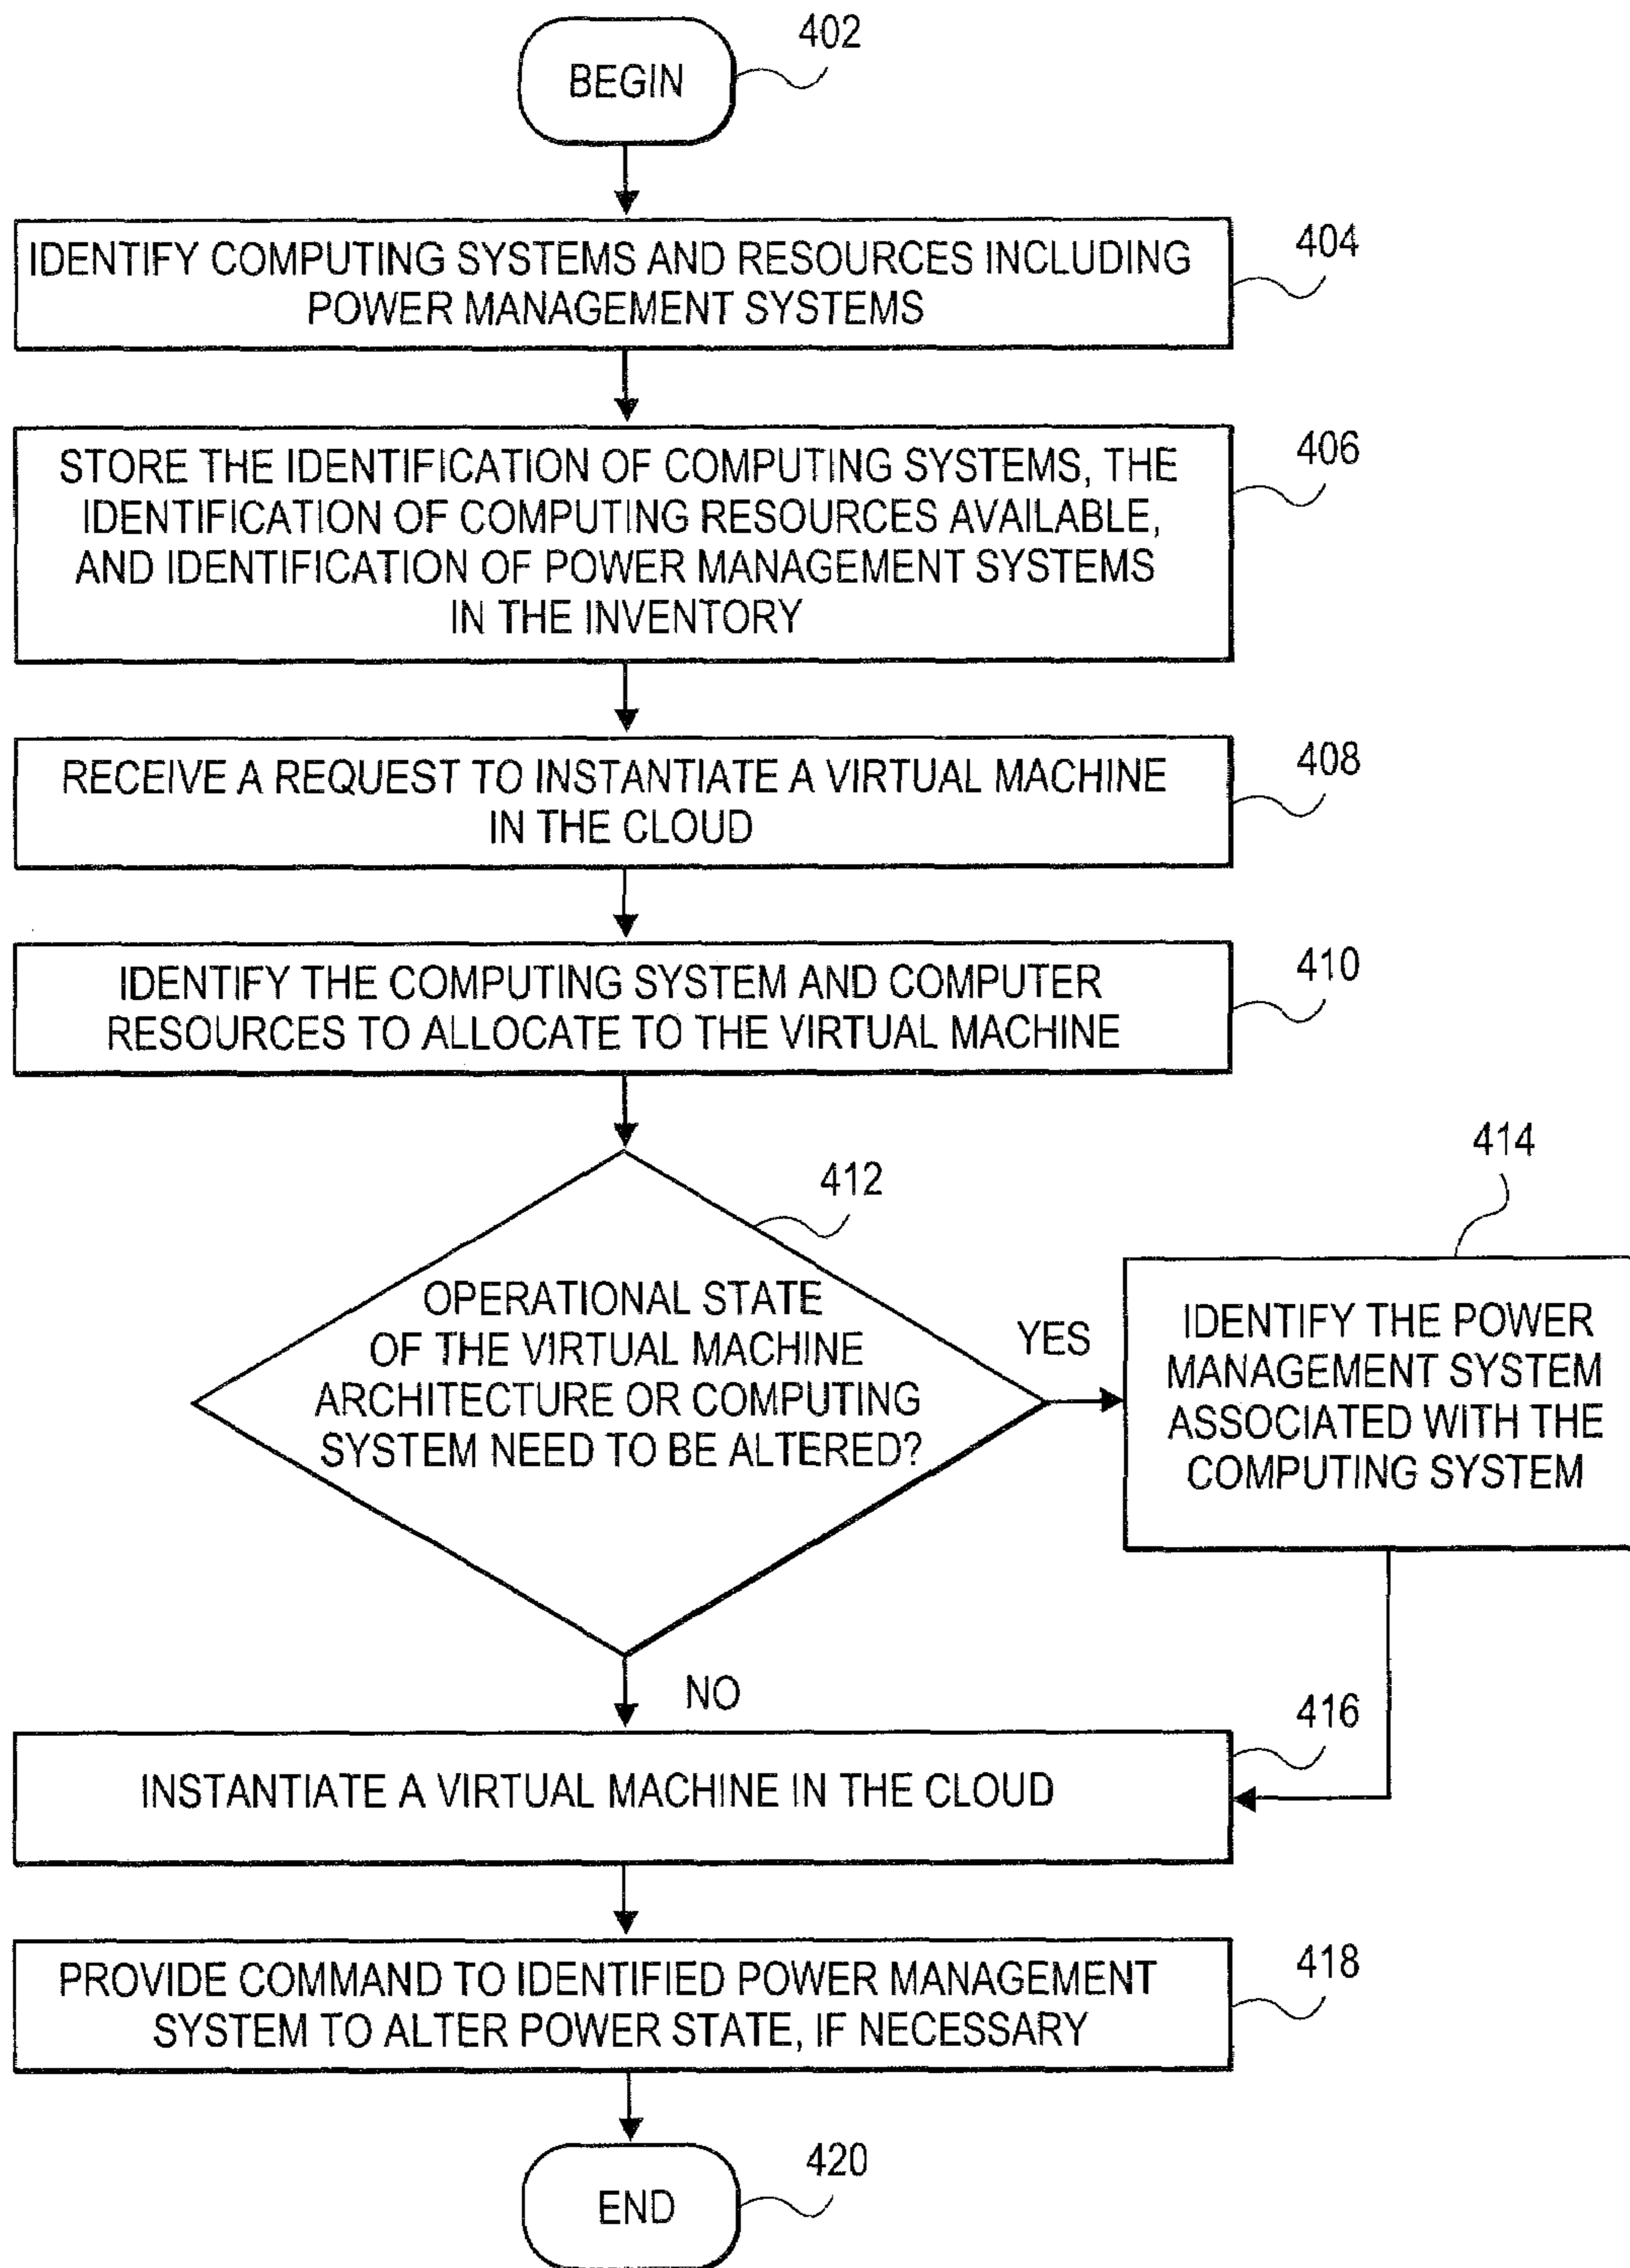 402
BEGIN
404
IDENTIFY COMPUTING SYSTEMS AND RESOURCES INCLUDING
POWER MANAGEMENT SYSTEMS
406
STORE THE IDENTIFICATION OF COMPUTING SYSTEMS, THE
IDENTIFICATION OF COMPUTING RESOURCES AVAILABLE,
AND IDENTIFICATION OF POWER MANAGEMENT SYSTEMS
IN THE INVENTORY
408
RECEIVE A REQUEST TO INSTANTIATE A VIRTUAL MACHINE
IN THE CLOUD
410
IDENTIFY THE COMPUTING SYSTEM AND COMPUTER
RESOURCES TO ALLOCATE TO THE VIRTUAL MACHINE
412
OPERATIONAL STATE
OF THE VIRTUAL MACHINE
ARCHITECTURE OR COMPUTING
SYSTEM NEED TO BE ALTERED?
YES
414
IDENTIFY THE POWER
MANAGEMENT SYSTEM
ASSOCIATED WITH THE
COMPUTING SYSTEM
NO
416
INSTANTIATE A VIRTUAL MACHINE IN THE CLOUD
418
PROVIDE COMMAND TO IDENTIFIED POWER MANAGEMENT
SYSTEM TO ALTER POWER STATE, IF NECESSARY
420
END